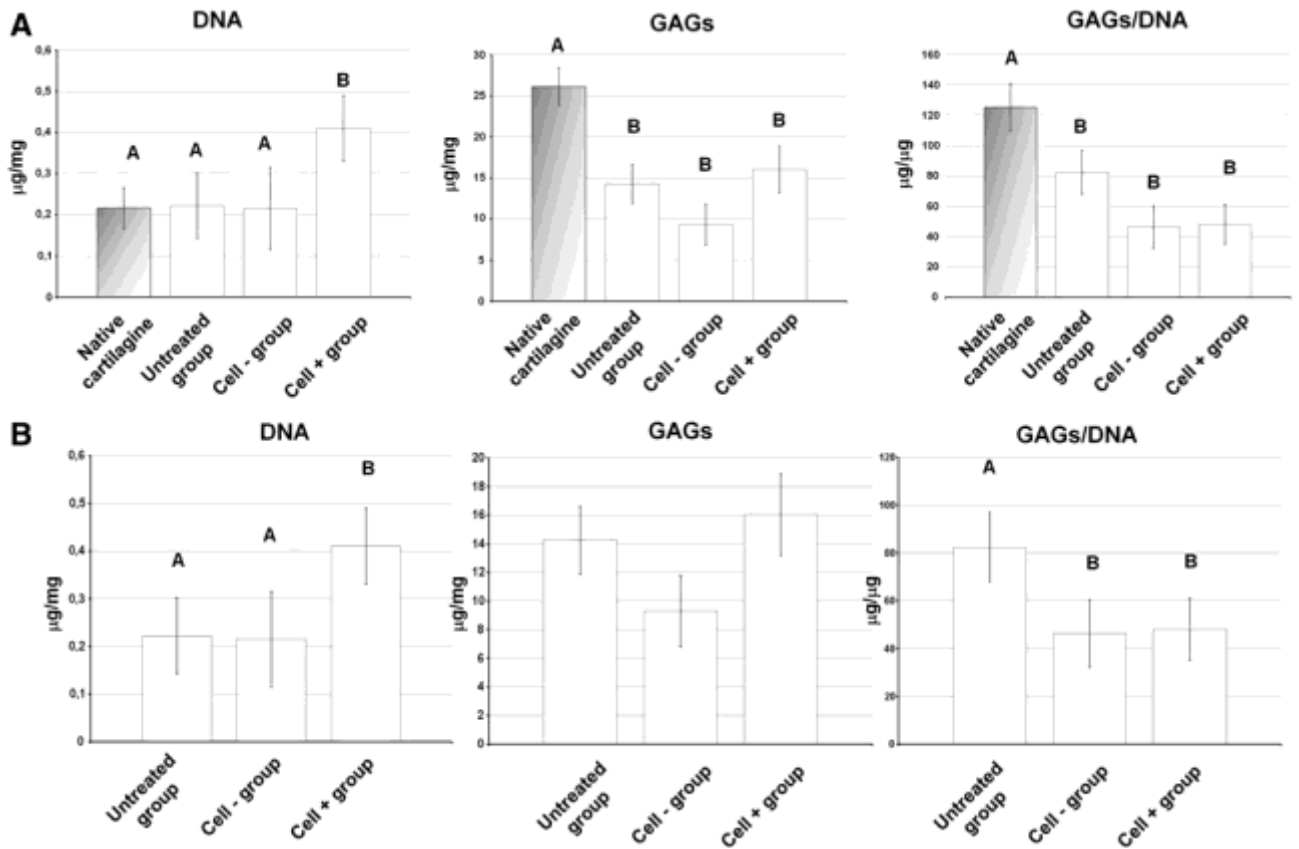 A
DNA
0,6
0,5
0,4
0,3
0,2
0,1
0
µg/mg
A
A
A
B
Native
cartilagine
Untreated
group
Cell - group
Cell + group
GAGs
30
25
20
15
10
5
0
µg/mg
A
B
B
B
Native
cartilagine
Untreated
group
Cell - group
Cell + group
GAGs/DNA
160
140
120
100
80
60
40
20
0
µg/µg
A
B
B
B
Native
cartilagine
Untreated
group
Cell - group
Cell + group
B
DNA
0,6
0,5
0,4
0,3
0,2
0,1
0
µg/mg
A
A
B
Untreated
group
Cell - group
Cell + group
GAGs
20
18
16
14
12
10
8
6
4
2
0
µg/mg
Untreated
group
Cell - group
Cell + group
GAGs/DNA
120
100
80
60
40
20
0
µg/µg
A
B
B
Untreated
group
Cell - group
Cell + group